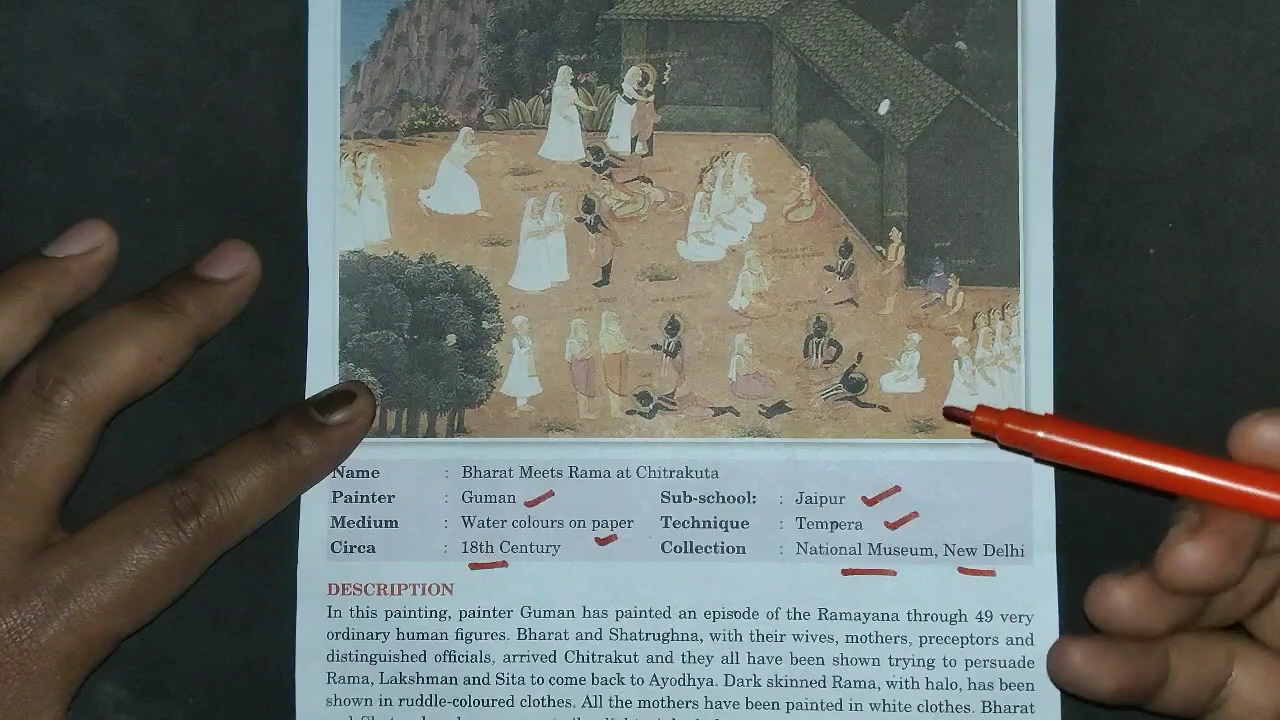 Name : Bharat Meets Rama at Chitrakuta
Painter : Guman Sub-school: : Jaipur
Medium : Water colours on paper Technique : Tempera
Circa : 18th Century Collection : National Museum, New Delhi
DESCRIPTION
In this painting, painter Guman has painted an episode of the Ramayana through 49 very
ordinary human figures. Bharat and Shatrughna, with their wives, mothers, preceptors and
distinguished officials, arrived Chitrakut and they all have been shown trying to persuade
Rama, Lakshman and Sita to come back to Ayodhya. Dark skinned Rama, with halo, has been
shown in ruddle-coloured clothes. All the mothers have been painted in white clothes. Bharat